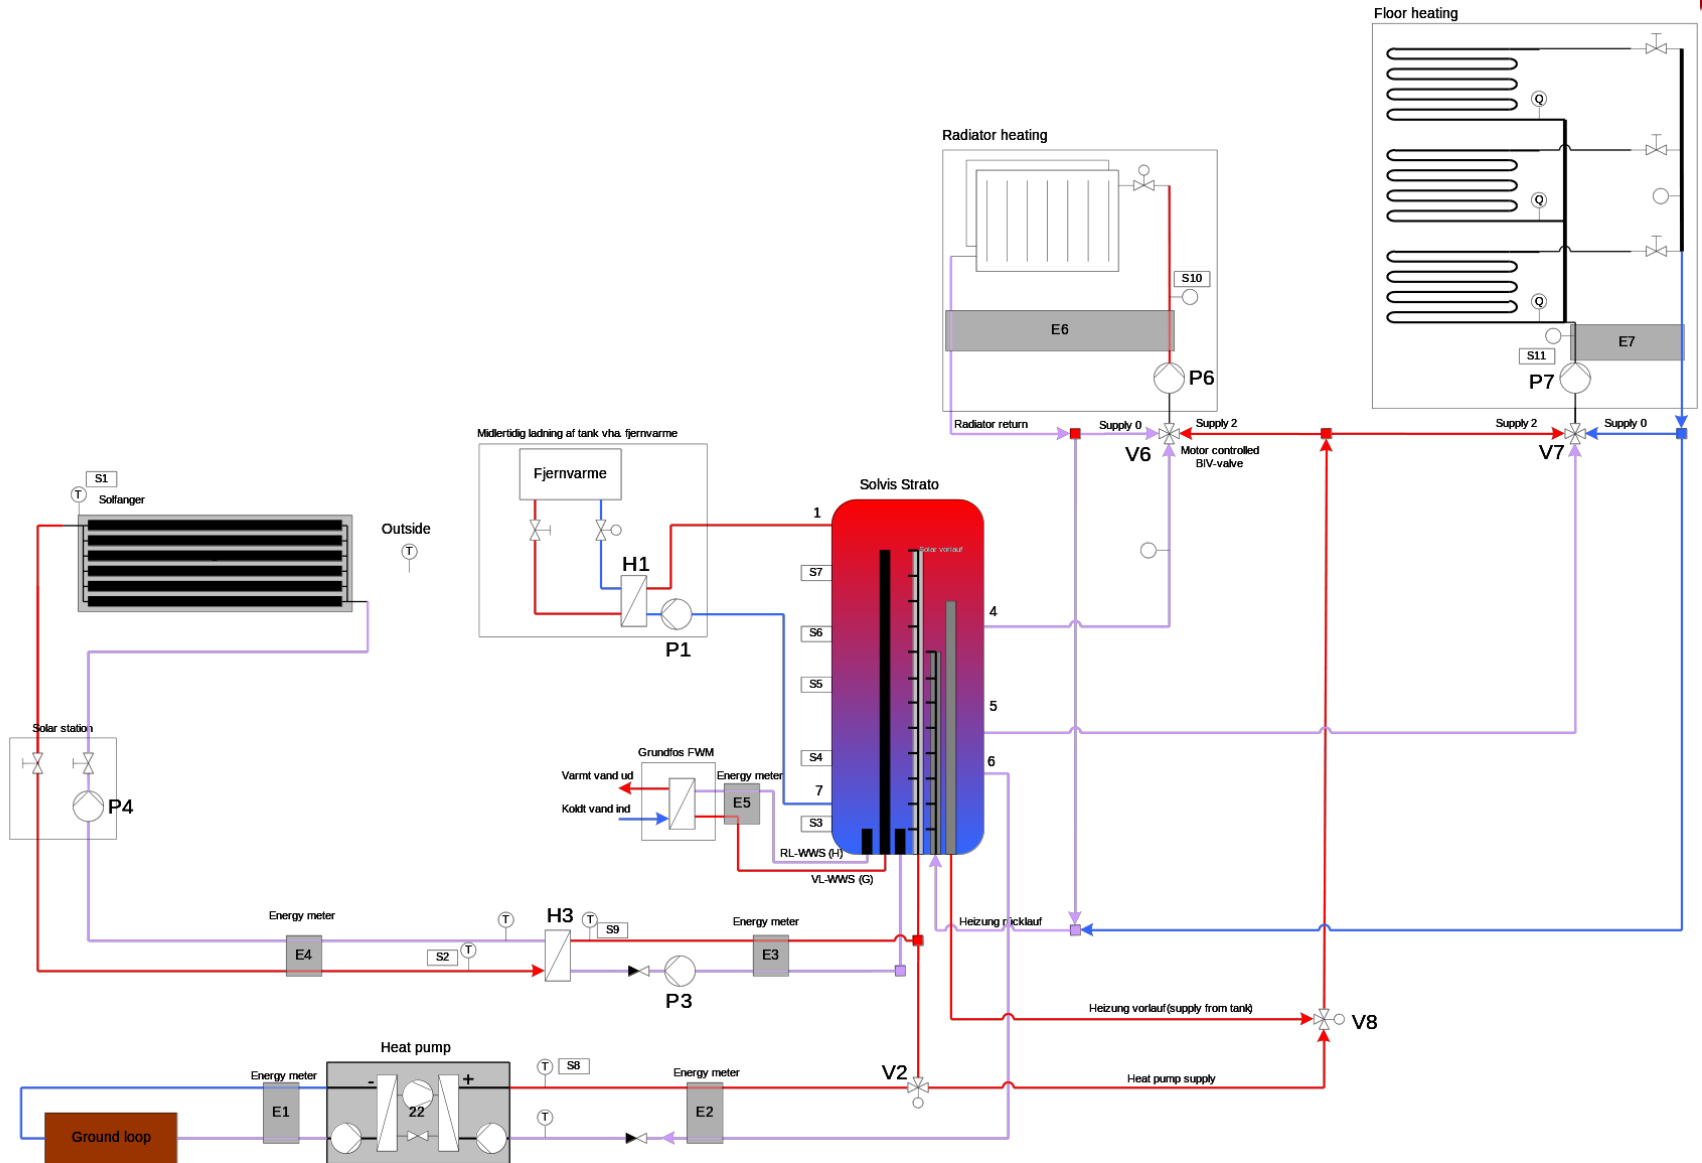 Floor heating
Q
Q
Q
E7
S11
P7
Radiator heating
S10
E6
P6
Radiator return
Supply 0
Supply 2
Supply 2
Supply 0
V6
Motor controlled
BIV-valve
V7
Midlertidig ladning af tank vha. fjernvarme
Fjernvarme
H1
P1
S1
T
Solfanger
Outside
T
Solvis Strato
1
Solar vorlauf
S7
S6
4
S5
5
S4
6
7
S3
Solar station
P4
Grundfos FWM
Varmt vand ud
Energy meter
Koldt vand ind
E5
RL-WWS (H)
VL-WWS (G)
Energy meter
T
H3
T
S9
Energy meter
Heizung rücklauf
E4
S2
T
E3
P3
Heizung vorlauf(supply from tank)
V8
Heat pump
Energy meter
-
+
T
S8
Energy meter
V2
Heat pump supply
E1
22
E2
T
Ground loop